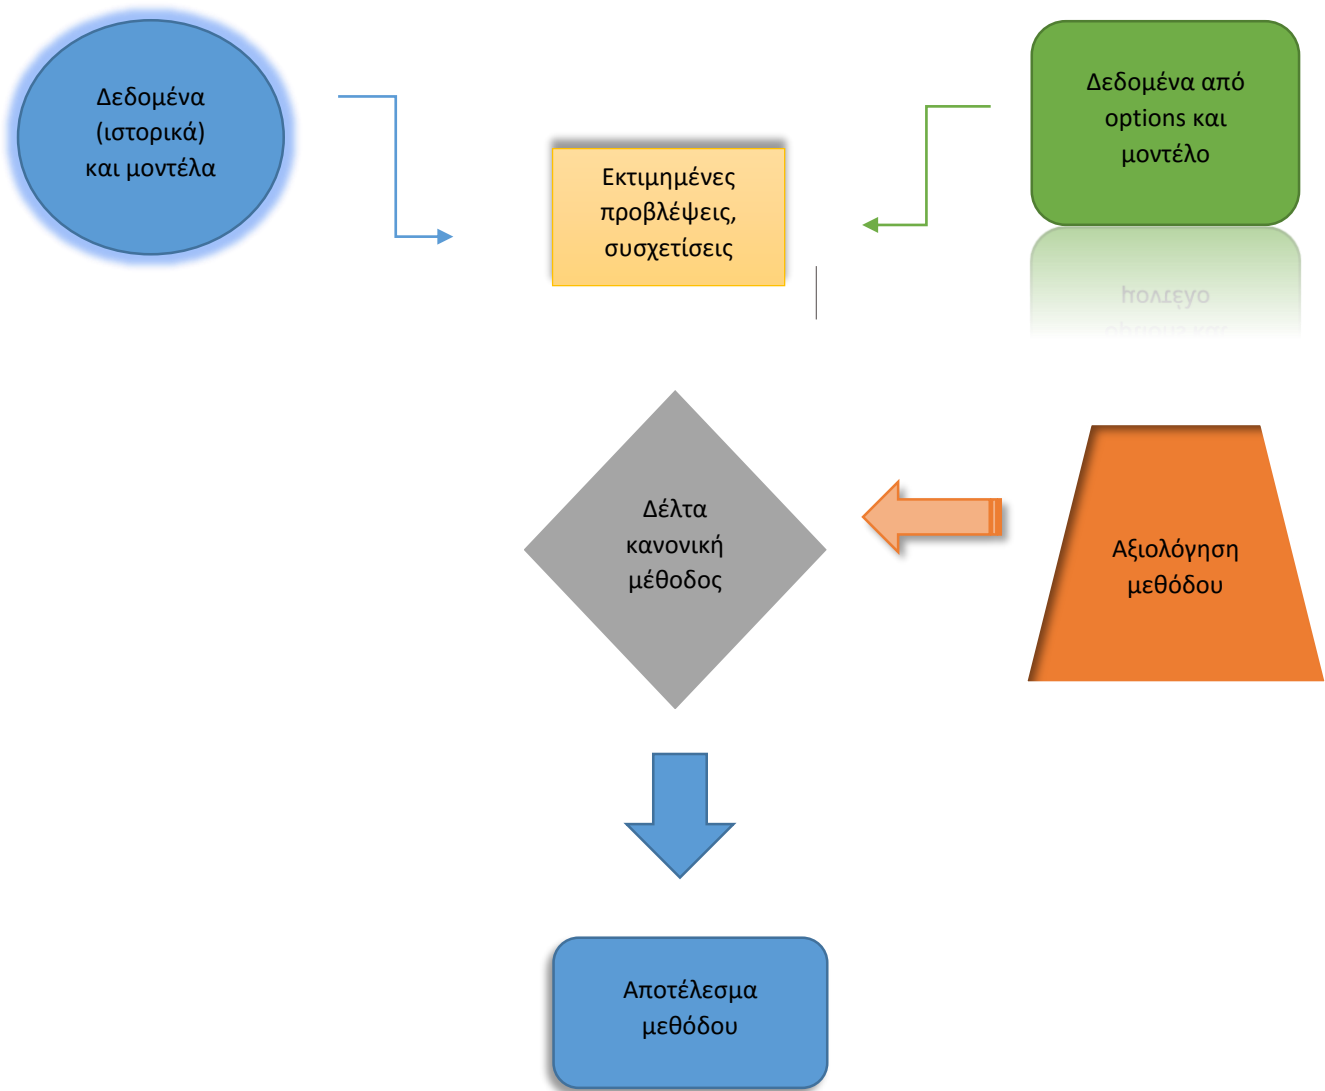 Δεδομένα
(ιστορικά)
και μοντέλα
Εκτιμημένες
προβλέψεις,
συσχετίσεις
Δεδομένα από
options και
μοντέλο
Δέλτα
κανονική
μέθοδος
Αξιολόγηση
μεθόδου
Αποτέλεσμα
μεθόδου